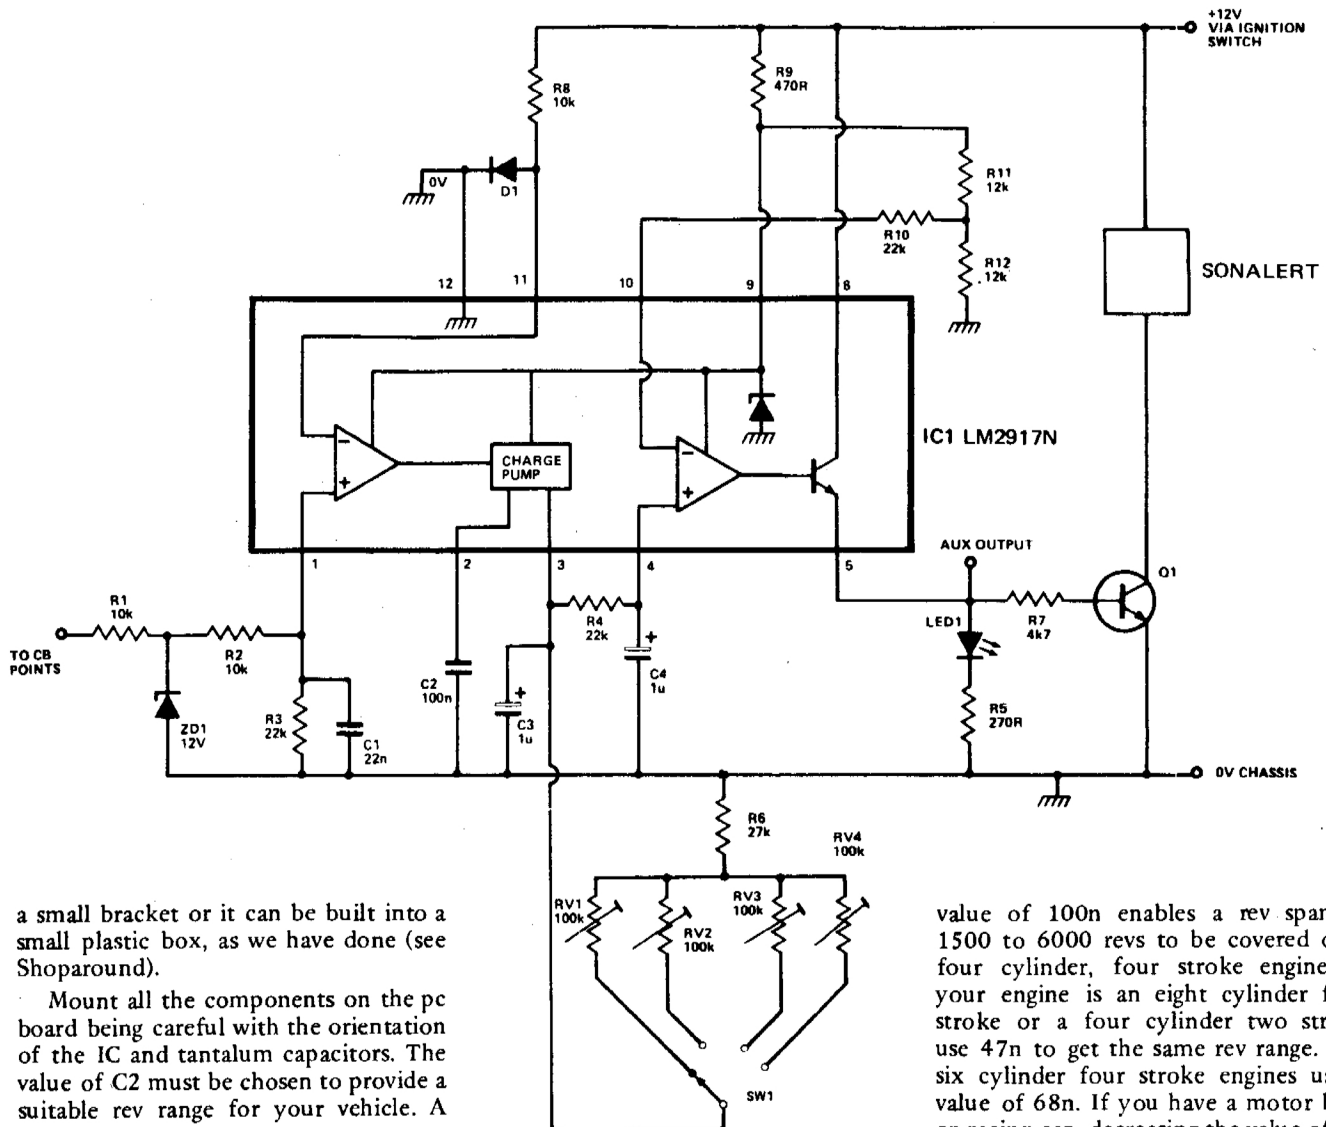 +12V
VIA IGNITION
SWITCH
R8
10k
R9
470R
0V
D1
R11
12k
R10
22k
R12
12k
SONALERT
12
11
10
9
8
IC1 LM2917N
CHARGE
PUMP
1
2
3
4
5
AUX OUTPUT
Q1
R1
10k
TO CB
POINTS
R2
10k
R4
22k
LED1
R7
4k7
C2
100n
C4
1u
ZD1
12V
R3
22k
C1
22n
C3
1u
R5
270R
0V CHASSIS
R6
27k
RV4
100k
RV1
100k
RV2
100k
RV3
100k
SW1
a small bracket or it can be built into a
small plastic box, as we have done (see
Shoparound).
Mount all the components on the pc
board being careful with the orientation
of the IC and tantalum capacitors. The
value of C2 must be chosen to provide a
suitable rev range for your vehicle. A
value of 100n enables a rev span
1500 to 6000 revs to be covered
four cylinder, four stroke engine
your engine is an eight cylinder
stroke or a four cylinder two
use 47n to get the same rev range.
six cylinder four stroke engines
value of 68n. If you have a motor